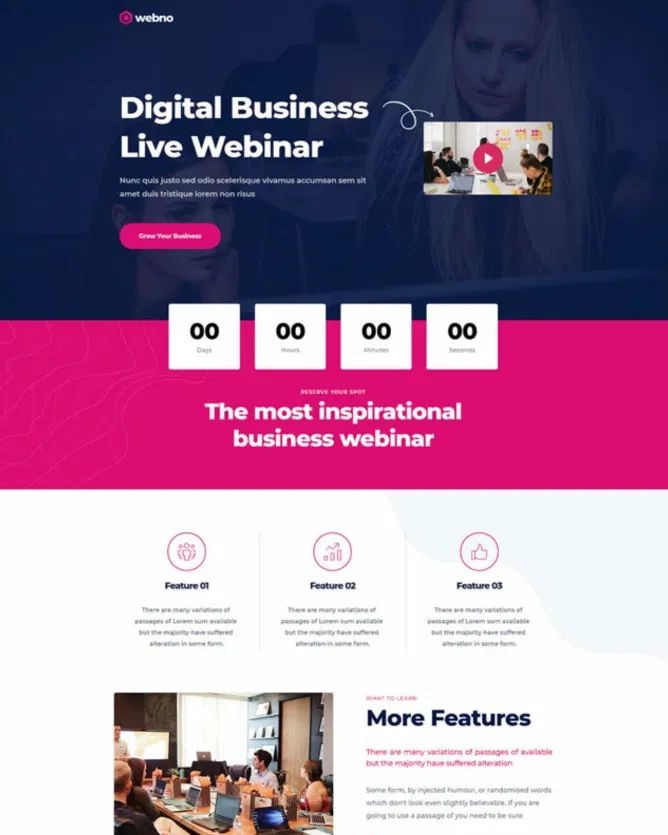 webno
Digital Business
Live Webinar
Nunc quis justo sed odio scelerisque vivamus accumsan sem sit
amet duis tristique lorem non risus
Grow Your Business
00
Days
00
Hours
00
Minutes
00
Seconds
RESERVE YOUR SPOT
The most inspirational
business webinar
Feature 01
There are many variations of
passages of Lorem sum available
but the majority have suffered
alteration in some form.
Feature 02
There are many variations of
passages of Lorem sum available
but the majority have suffered
alteration in some form.
Feature 03
There are many variations of
passages of Lorem sum available
but the majority have suffered
alteration in some form.
WHAT TO LEARN
More Features
There are many variations of passages of available
but the majority have suffered alteration
Some form, by injected humour, or randomised words
which don't look even slightly believable. If you are
going to use a passage of you need to be sure